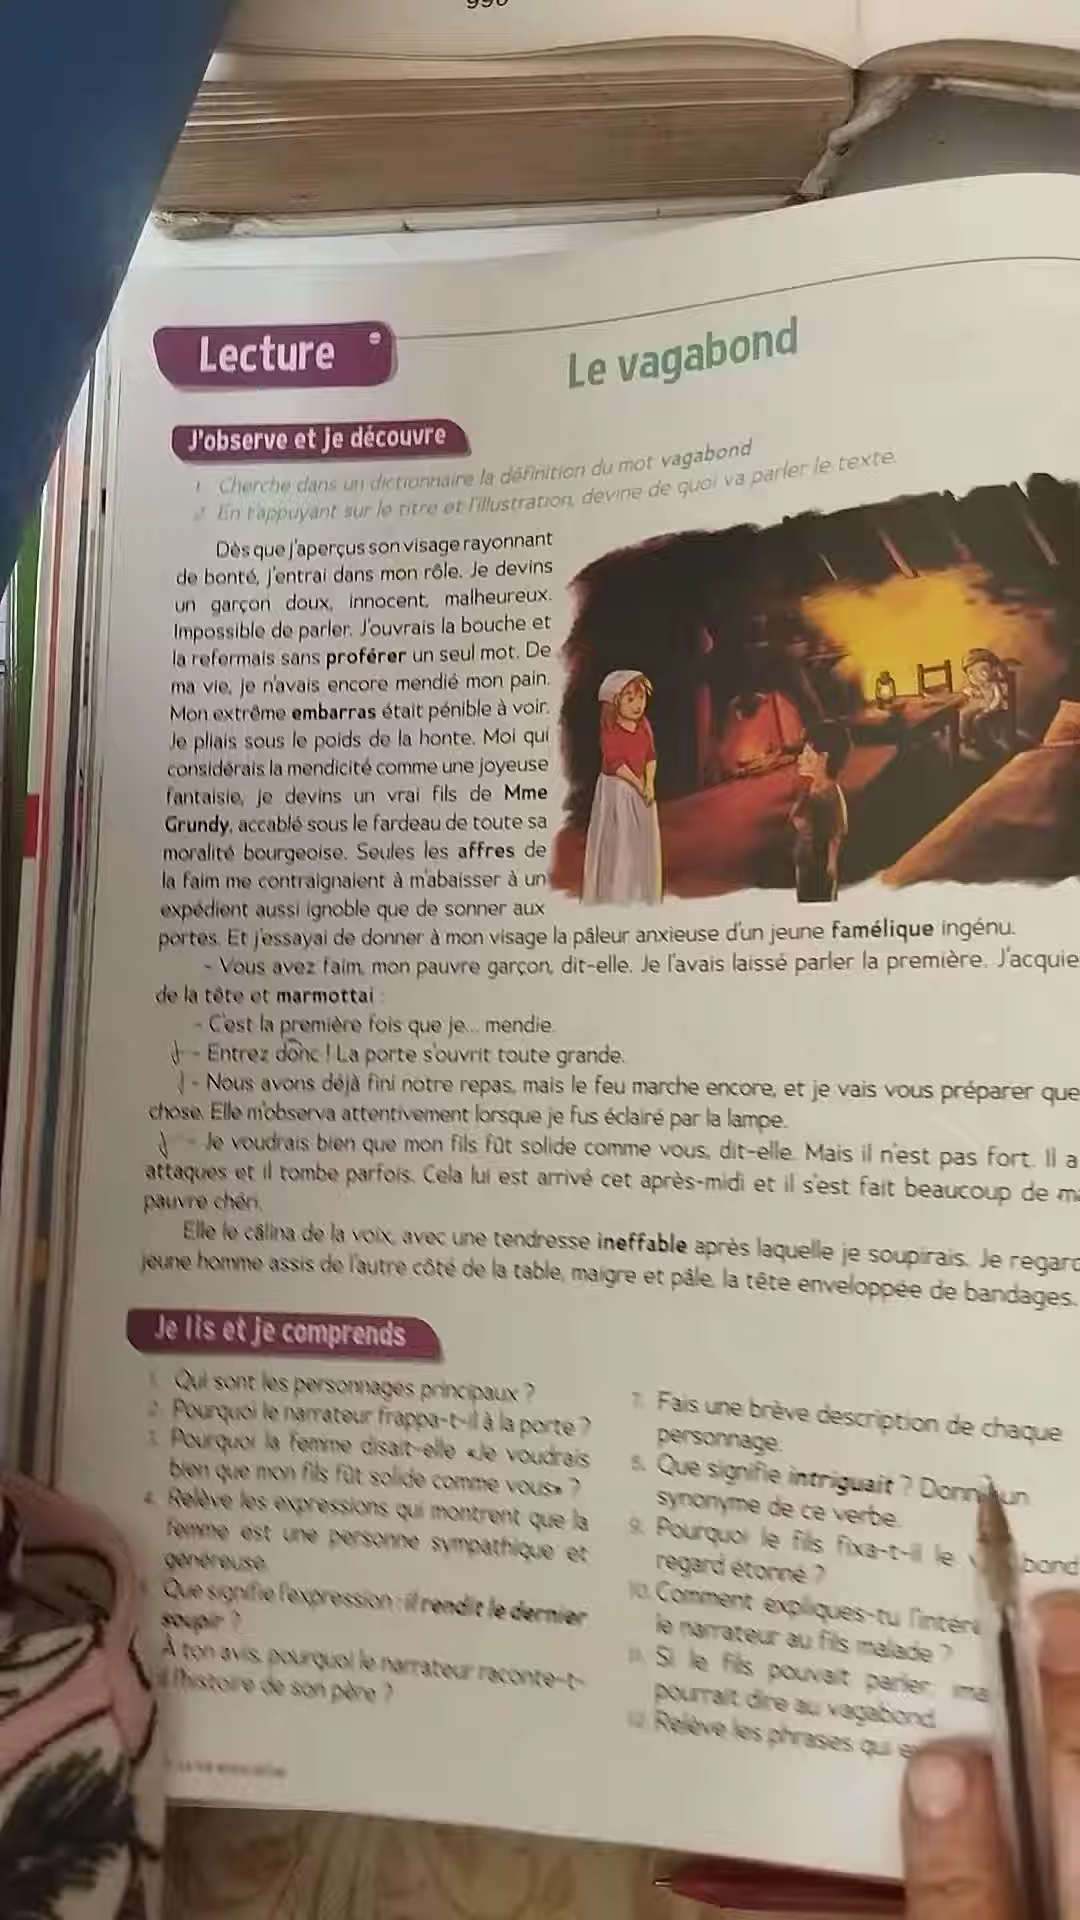 Lecture
Le vagabond
J'observe et je découvre
1 Cherche dans un dictionnaire la définition du mot vagabond
2 En t'appuyant sur le titre et l'illustration, devine de quoi va parler le texte.
Dès que j'aperçus son visage rayonnant
de bonté, j'entrai dans mon rôle. Je devins
un garçon doux, innocent, malheureux.
Impossible de parler. J'ouvrais la bouche et
la refermais sans proférer un seul mot. De
ma vie, je n'avais encore mendié mon pain.
Mon extrême embarras était pénible à voir.
Je pliais sous le poids de la honte. Moi qui
considérais la mendicité comme une joyeuse
fantaisie, je devins un vrai fils de Mme
Grundy, accablé sous le fardeau de toute sa
moralité bourgeoise. Seules les affres de
la faim me contraignaient à m'abaisser à un
expédient aussi ignoble que de sonner aux
portes. Et j'essayai de donner à mon visage la pâleur anxieuse d'un jeune famélique ingénu.
- Vous avez faim, mon pauvre garçon, dit-elle. Je l'avais laissé parler la première. J'acquie
de la tête et marmottai :
- C'est la première fois que je... mendie.
- Entrez donc ! La porte s'ouvrit toute grande.
- Nous avons déjà fini notre repas, mais le feu marche encore, et je vais vous préparer que
chose. Elle m'observa attentivement lorsque je fus éclairé par la lampe.
- Je voudrais bien que mon fils fût solide comme vous, dit-elle. Mais il n'est pas fort. Il a
attaques et il tombe parfois. Cela lui est arrivé cet après-midi et il s'est fait beaucoup de ma
pauvre chéri.
Elle le câlina de la voix, avec une tendresse ineffable après laquelle je soupirais. Je regard
jeune homme assis de l'autre côté de la table, maigre et pâle, la tête enveloppée de bandages.
Je lis et je comprends
1. Qui sont les personnages principaux ?
2. Pourquoi le narrateur frappa-t-il à la porte ?
3. Pourquoi la femme disait-elle «Je voudrais
bien que mon fils fût solide comme vous» ?
4. Relève les expressions qui montrent que la
femme est une personne sympathique et
généreuse.
Que signifie l'expression : il rendit le dernier
soupir ?
À ton avis, pourquoi le narrateur raconte-t-
il l'histoire de son père ?
7. Fais une brève description de chaque
personnage.
8. Que signifie intriguait ? Donne un
synonyme de ce verbe.
9. Pourquoi le fils fixa-t-il le bond
regard étonné ?
10. Comment expliques-tu l'intérê
le narrateur au fils malade ?
11. Si le fils pouvait parler, ima
pourrait dire au vagabond.
12. Relève les phrases qui